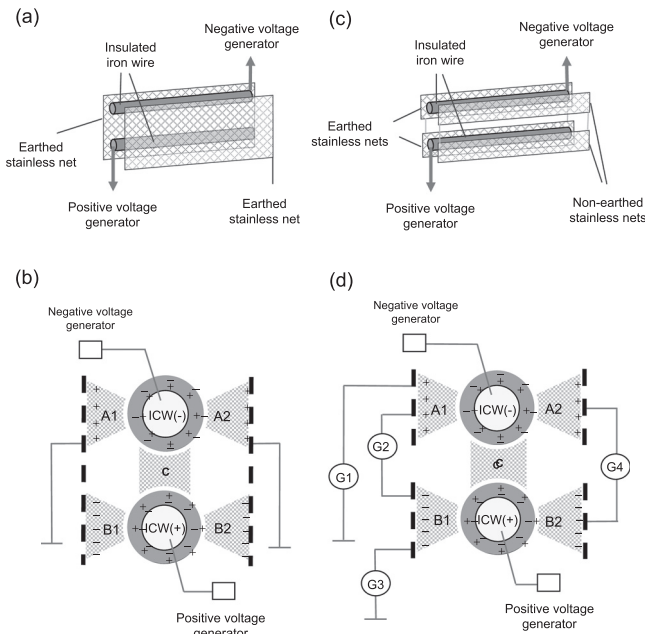 (a)
Negative voltage
generator
Insulated
iron wire
Earthed
stainless net
Positive voltage
generator
Earthed
stainless net
(c)
Negative voltage
generator
Insulated
iron wire
Earthed
stainless nets
Positive voltage
generator
Non-earthed
stainless nets
(b)
Negative voltage
generator
A1
ICW(-)
A2
C
B1
ICW(+)
B2
Positive voltage
generator
(d)
Negative voltage
generator
A1
ICW(-)
A2
G2
G1
G4
B1
ICW(+)
B2
G3
Positive voltage
generator